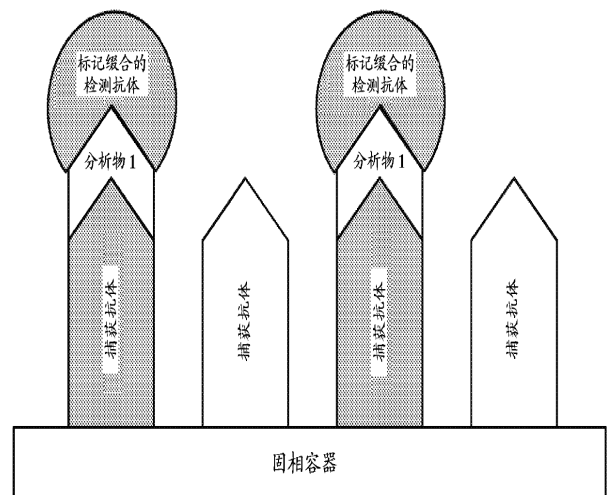 标记缀合的
检测抗体
标记缀合的
检测抗体
分析物 1
分析物 1
捕获抗体
捕获抗体
捕获抗体
捕获抗体
固相容器